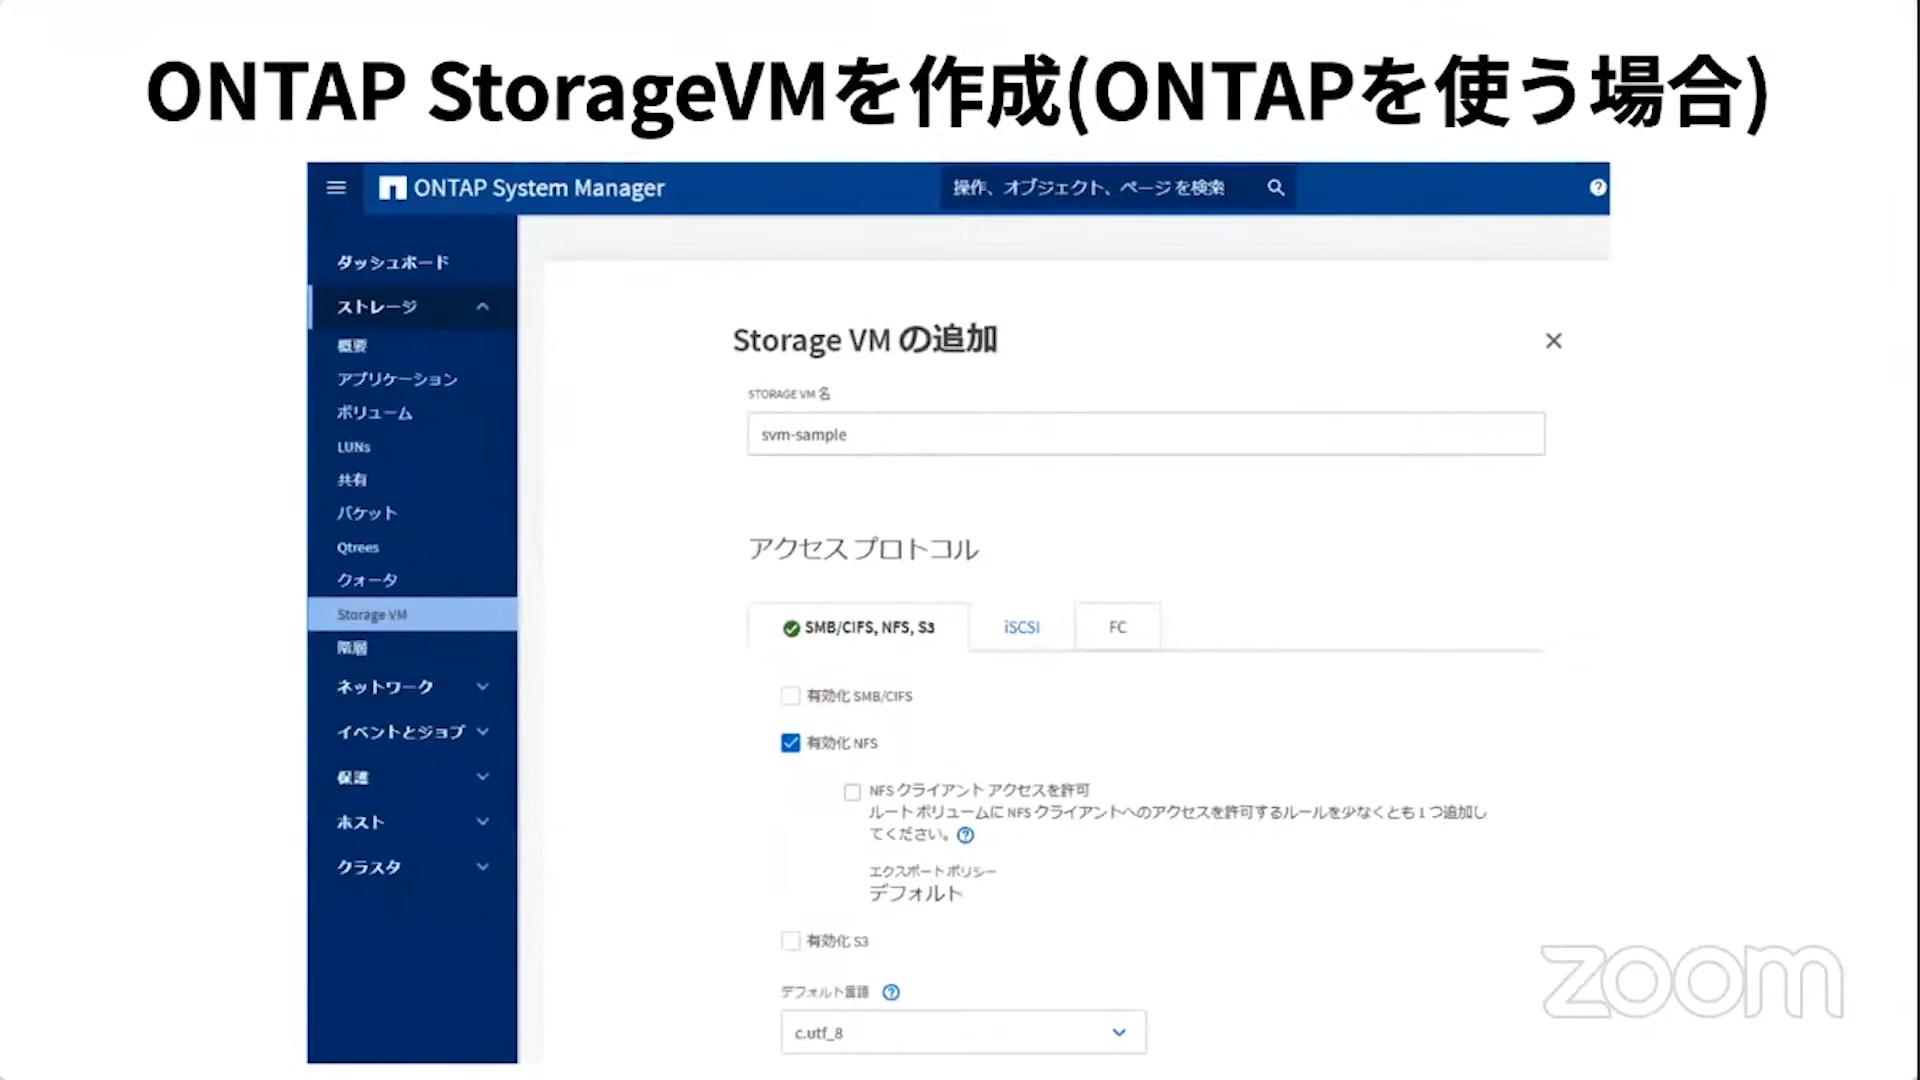 ONTAP StorageVMを作成(ONTAPを使う場合)
ONTAP System Manager
操作、オブジェクト、ページを検索
ダッシュボード
ストレージ
概要
アプリケーション
ボリューム
LUNs
共有
バケット
Qtrees
クォータ
Storage VM
階層
ネットワーク
イベントとジョブ
保護
ホスト
クラスタ
Storage VM の追加
STORAGE VM 名
svm-sample
アクセス プロトコル
SMB/CIFS, NFS, S3
iSCSI
FC
有効化 SMB/CIFS
有効化 NFS
NFS クライアント アクセスを許可
ルート ボリュームに NFS クライアントへのアクセスを許可するルールを少なくとも 1 つ追加し
てください。
エクスポート ポリシー
デフォルト
有効化 S3
デフォルト言語
c.utf_8
zoom